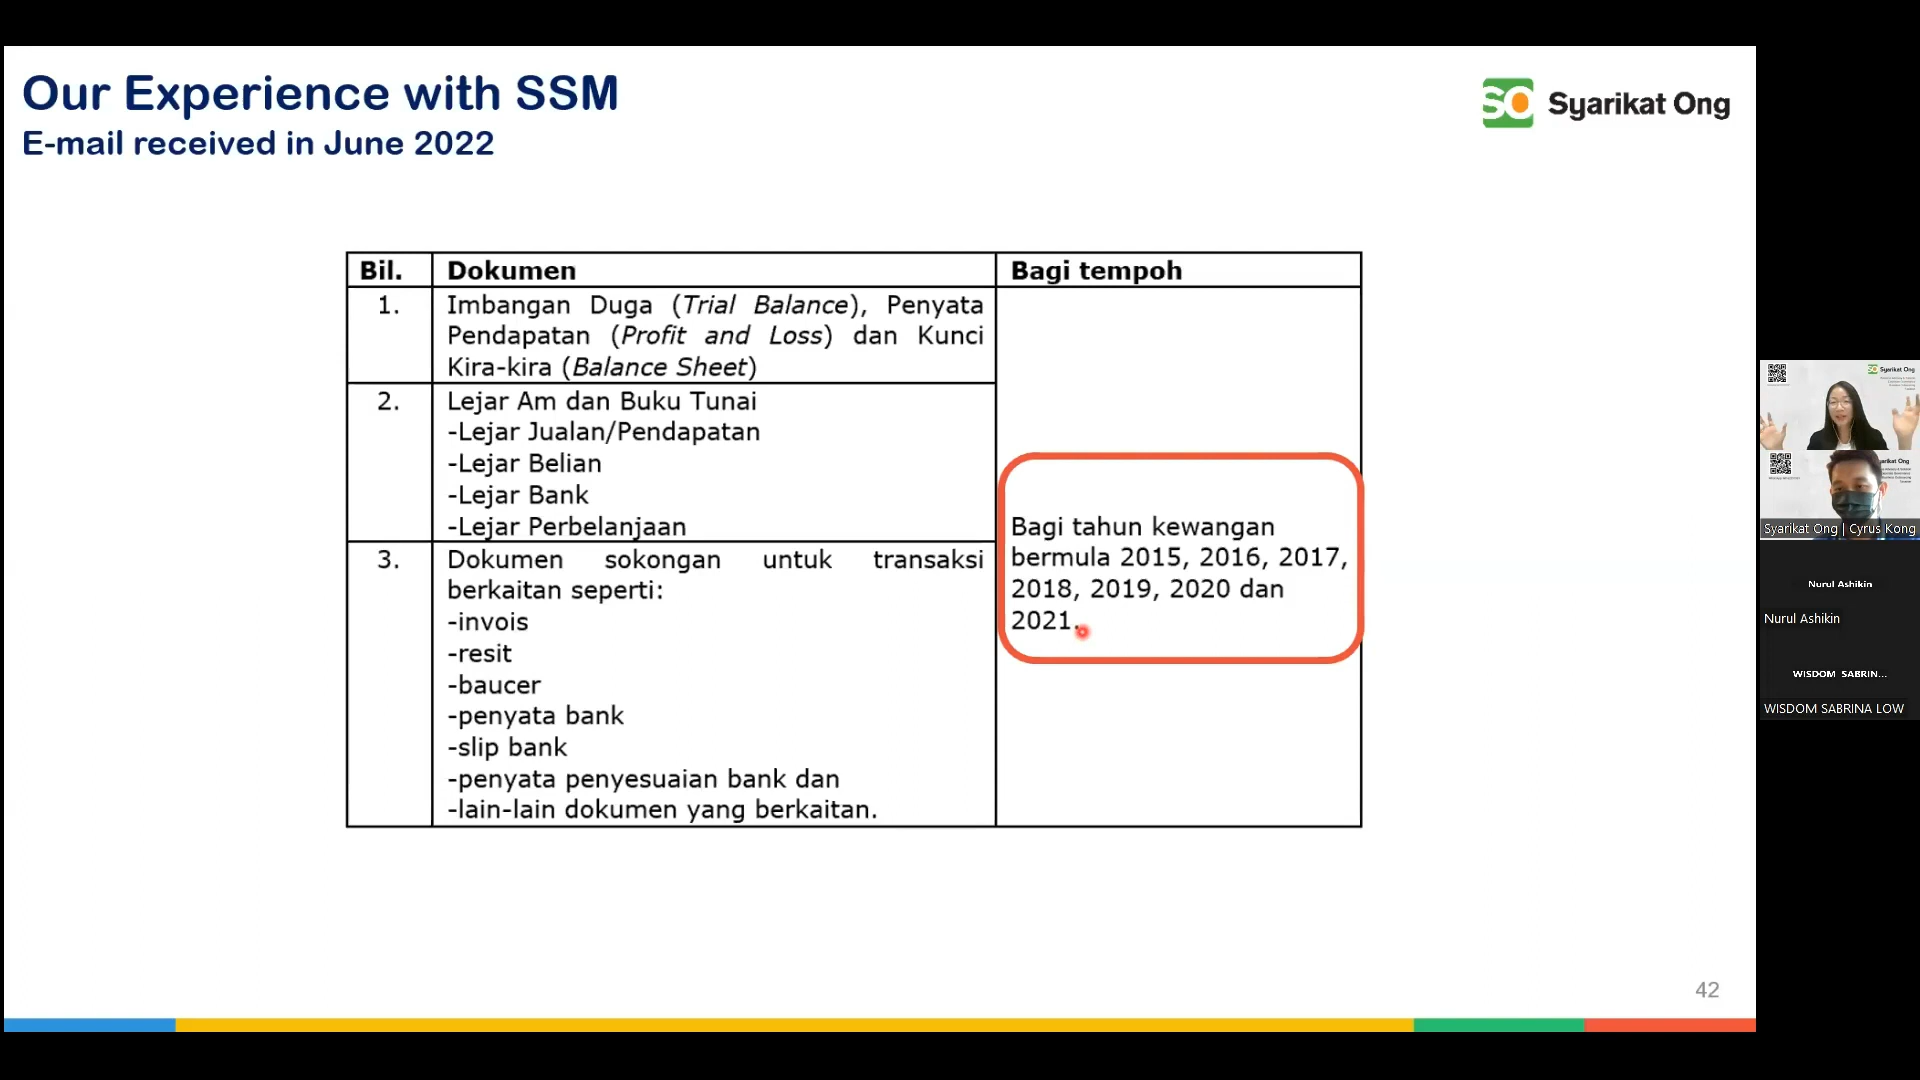 Our Experience with SSM
E-mail received in June 2022
SO Syarikat Ong
Bil.
Dokumen
Bagi tempoh
1.
Imbangan Duga (Trial Balance), Penyata
Pendapatan (Profit and Loss) dan Kunci
Kira-kira (Balance Sheet)
2.
Lejar Am dan Buku Tunai
-Lejar Jualan/Pendapatan
-Lejar Belian
-Lejar Bank
-Lejar Perbelanjaan
3.
Dokumen sokongan untuk transaksi
berkaitan seperti:
-invois
-resit
-baucer
-penyata bank
-slip bank
-penyata penyesuaian bank dan
-lain-lain dokumen yang berkaitan.
Bagi tahun kewangan
bermula 2015, 2016, 2017,
2018, 2019, 2020 dan
2021.
42
Syarikat Ong
Syarikat Ong | Cyrus Kong
Nurul Ashikin
Nurul Ashikin
WISDOM SABRIN...
WISDOM SABRINA LOW